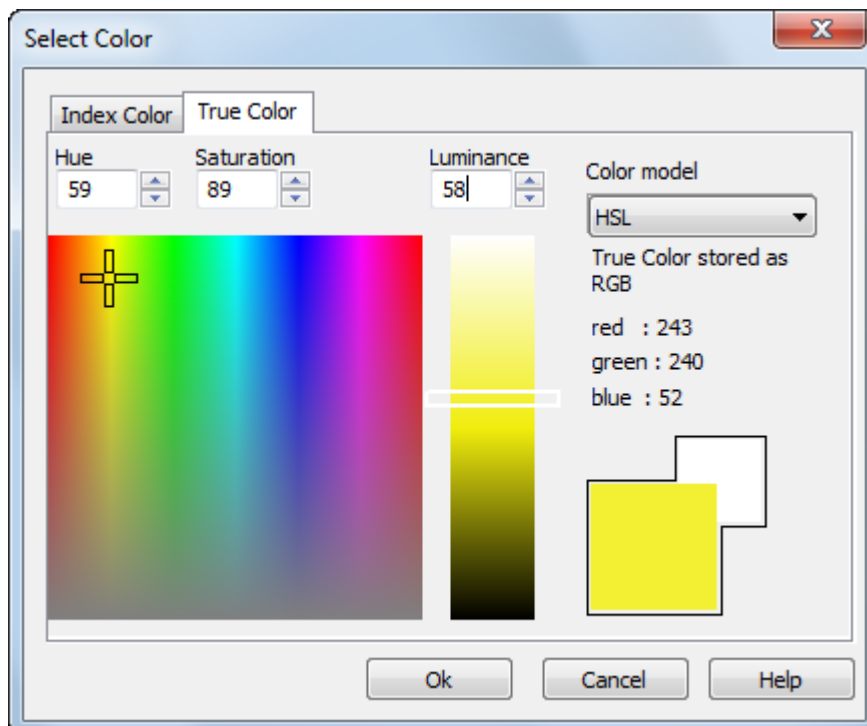 Select Color
Index Color
True Color
Hue
Saturation
Luminance
59
89
58
Color model
HSL
True Color stored as
RGB
red : 243
green : 240
blue : 52
Ok
Cancel
Help